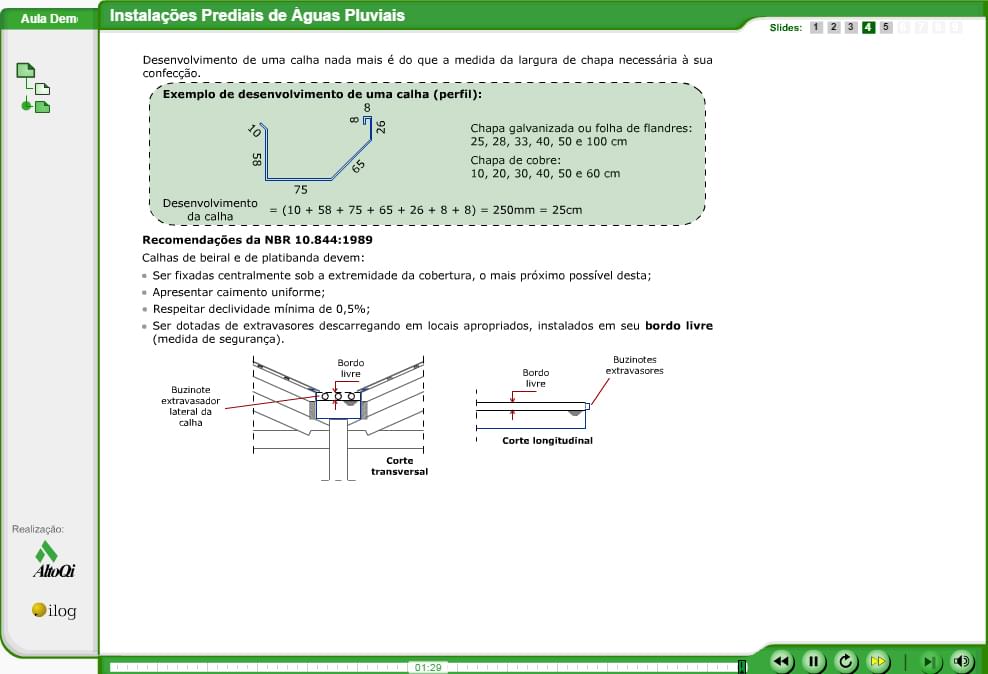 Aula Dem
Instalações Prediais de Águas Pluviais
Slides: 1 2 3 4 5
Desenvolvimento de uma calha nada mais é do que a medida da largura de chapa necessária à sua
confecção.
Exemplo de desenvolvimento de uma calha (perfil):
8
8
26
10
58
65
75
Chapa galvanizada ou folha de flandres:
25, 28, 33, 40, 50 e 100 cm
Chapa de cobre:
10, 20, 30, 40, 50 e 60 cm
Desenvolvimento
da calha
= (10 + 58 + 75 + 65 + 26 + 8 + 8) = 250mm = 25cm
Recomendações da NBR 10.844:1989
Calhas de beiral e de platibanda devem:
Ser fixadas centralmente sob a extremidade da cobertura, o mais próximo possível desta;
Apresentar caimento uniforme;
Respeitar declividade mínima de 0,5%;
Ser dotadas de extravasores descarregando em locais apropriados, instalados em seu bordo livre
(medida de segurança).
Bordo
livre
Buzinote
extravasador
lateral da
calha
Corte
transversal
Bordo
livre
Buzinotes
extravasores
Corte longitudinal
Realização:
AltoQi
ilog
01:29